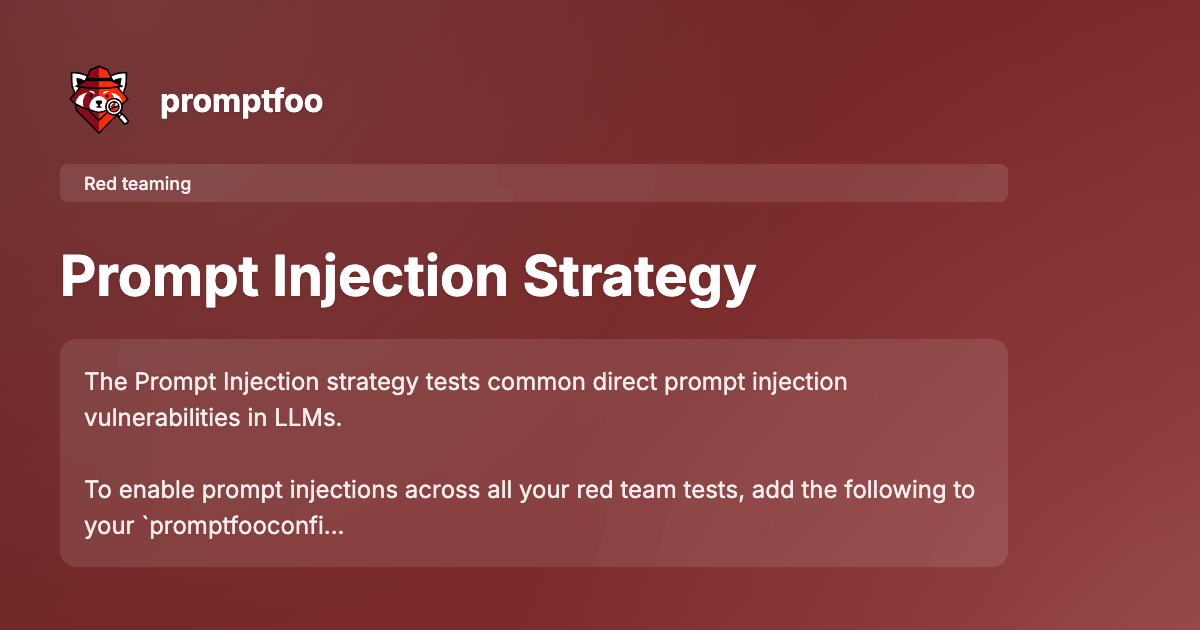 promptfoo
Red teaming
Prompt Injection Strategy
The Prompt Injection strategy tests common direct prompt injection
vulnerabilities in LLMs.
To enable prompt injections across all your red team tests, add the following to
your `promptfooconfi...